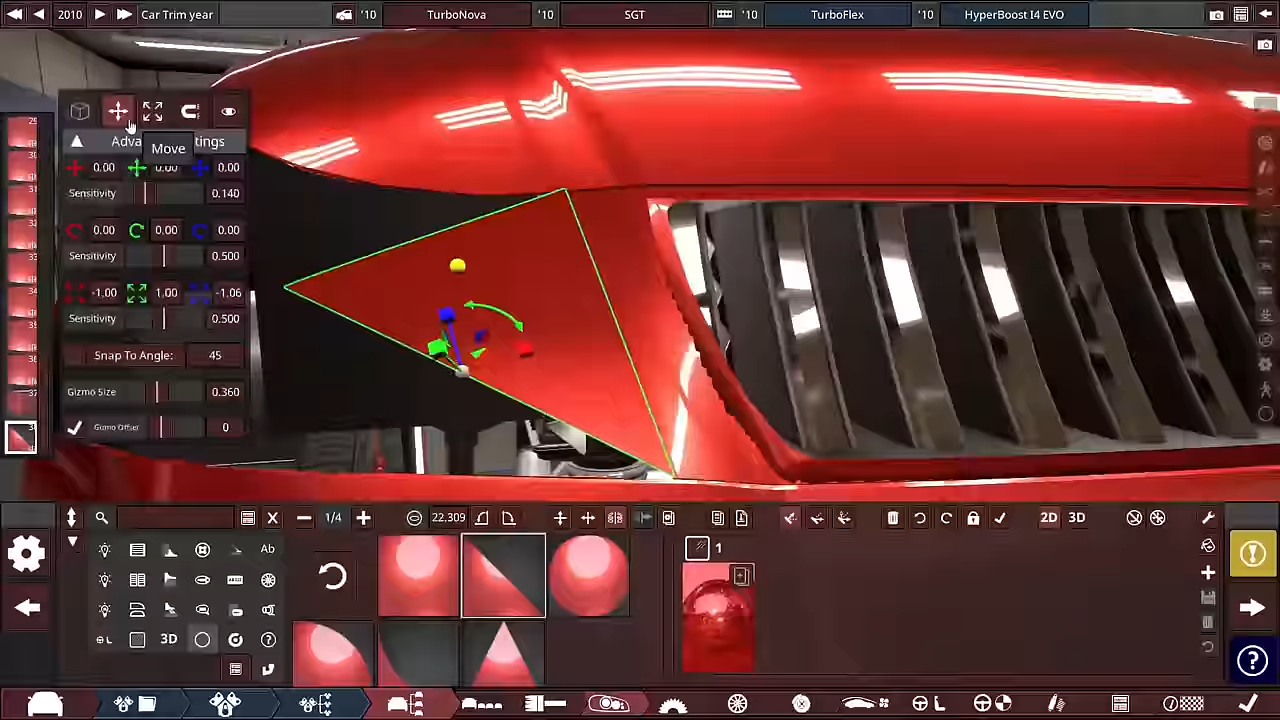 2010 Car Trim year '10 TurboNova '10 SGT '10 TurboFlex '10 HyperBoost I4 EVO
Adva tings
Move
0.00 0.00 0.00
Sensitivity 0.140
0.00 0.00 0.00
Sensitivity 0.500
-1.00 1.00 1.06
Sensitivity 0.500
Snap To Angle: 45
Gizmo Size 0.360
Gizmo Offset 0
1/4 22.309 2D 3D
Ab
1
L 3D ?
?